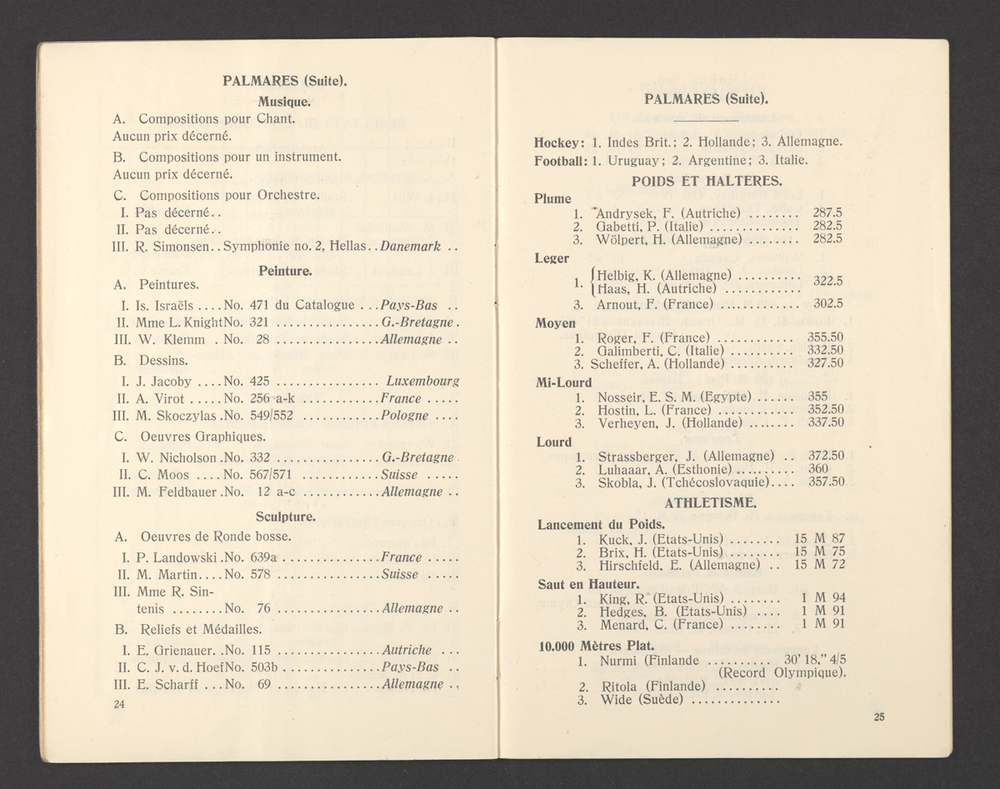 PALMARES (Suite).
Musique.
A. Compositions pour Chant.
Aucun prix décerné.
B. Compositions pour un instrument.
Aucun prix décerné.
C. Compositions pour Orchestre.
I. Pas décerné..
II. Pas décerné..
III. R. Simonsen..Symphonie no. 2, Hellas..Danemark ..
Peinture.
A. Peintures.
I. Is. Israëls ....No. 471 du Catalogue ...Pays-Bas ..
II. Mme L. KnightNo. 321 ................G.-Bretagne.
III. W. Klemm .No. 28 ................Allemagne ..
B. Dessins.
I. J. Jacoby ....No. 425 ................ Luxembourg
II. A. Virot .....No. 256 a-k .............France .....
III. M. Skoczylas.No. 549/552 ............Pologne ....
C. Oeuvres Graphiques.
I. W. Nicholson.No. 332 ................G.-Bretagne.
II. C. Moos ....No. 567/571 ............Suisse .....
III. M. Feldbauer.No. 12 a-c ............Allemagne ..
Sculpture.
A. Oeuvres de Ronde bosse.
I. P. Landowski.No. 639a................France .....
II. M. Martin....No. 578 ................Suisse .....
III. Mme R. Sin-
tenis ........No. 76 ................Allemagne ..
B. Reliefs et Médailles.
I. E. Grienauer. .No. 115 ................Autriche ...
II. C. J. v. d. HoefNo. 503b ..............Pays-Bas ..
III. E. Scharff ...No. 69 ................Allemagne ..
24
PALMARES (Suite).
Hockey: 1. Indes Brit.; 2. Hollande; 3. Allemagne.
Football: 1. Uruguay; 2. Argentine; 3. Italie.
POIDS ET HALTERES.
Plume
1. Andrysek, F. (Autriche) ........ 287.5
2. Gabetti, P. (Italie) .............. 282.5
3. Wölpert, H. (Allemagne) ........ 282.5
Leger
1. { Helbig, K. (Allemagne) ..........
Haas, H. (Autriche) ............ 322.5
3. Arnout, F. (France) ............. 302.5
Moyen
1. Roger, F. (France) ............. 355.50
2. Galimberti, C. (Italie) .......... 332.50
3. Scheffer, A. (Hollande) .......... 327.50
Mi-Lourd
1. Nosseir, E. S. M. (Egypte) ...... 355
2. Hostin, L. (France) ............ 352.50
3. Verheyen, J. (Hollande) ........ 337.50
Lourd
1. Strassberger, J. (Allemagne) .. 372.50
2. Luhaaar, A. (Esthonie).......... 360
3. Skobla, J. (Tchécoslovaquie).... 357.50
ATHLETISME.
Lancement du Poids.
1. Kuck, J. (Etats-Unis) ........ 15 M 87
2. Brix, H. (Etats-Unis) ........ 15 M 75
3. Hirschfeld, E. (Allemagne) .. 15 M 72
Saut en Hauteur.
1. King, R. (Etats-Unis) ........ 1 M 94
2. Hedges, B. (Etats-Unis) .... 1 M 91
3. Menard, C. (France) ........ 1 M 91
10.000 Mètres Plat.
1. Nurmi (Finlande .......... 30' 18," 4/5
(Record Olympique).
2. Ritola (Finlande) ..........
3. Wide (Suède) ..............
25